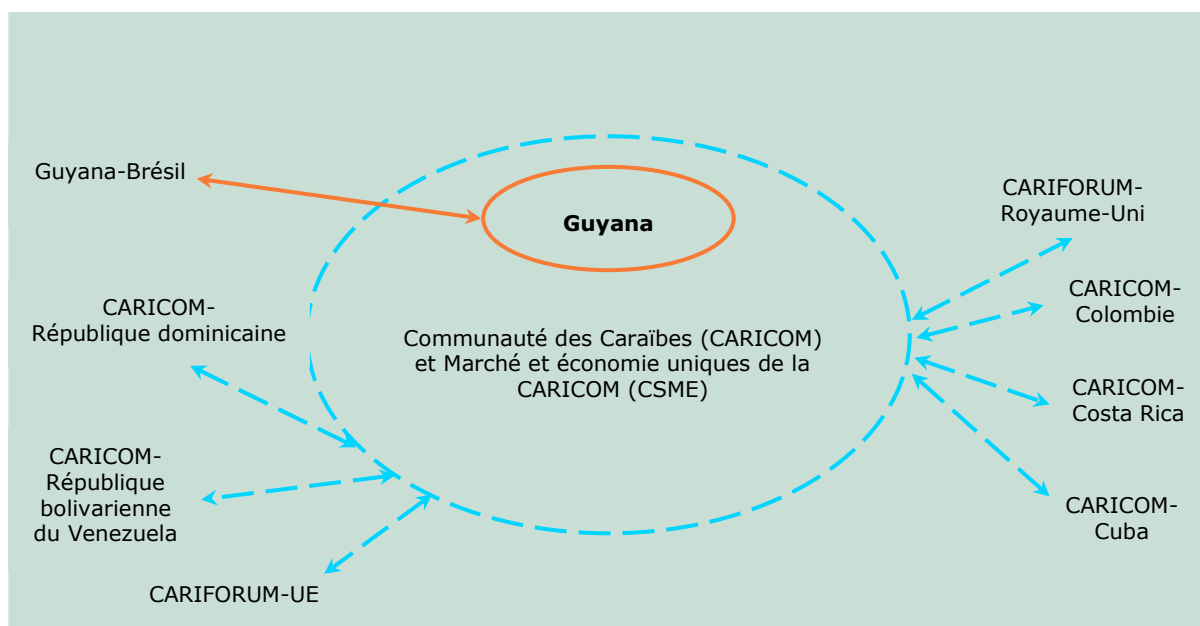 Guyana-Brésil
Guyana
CARIFORUM-
Royaume-Uni
CARICOM-
République dominicaine
Communauté des Caraïbes (CARICOM)
et Marché et économie uniques de la
CARICOM (CSME)
CARICOM-
Colombie
CARICOM-
Costa Rica
CARICOM-
République
bolivarienne
du Venezuela
CARICOM-
Cuba
CARIFORUM-UE